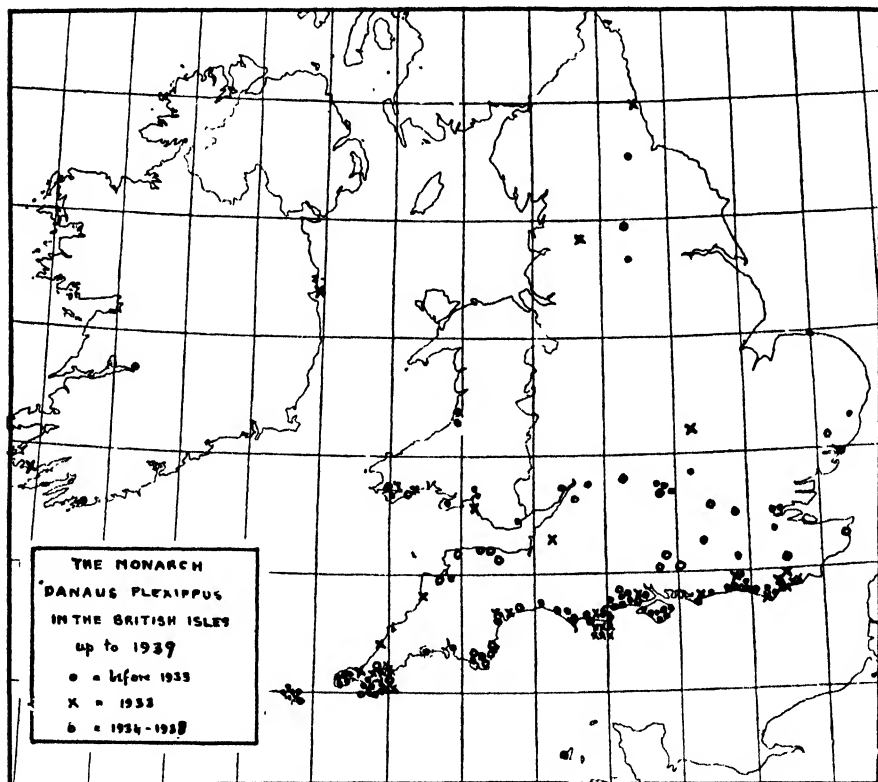 THE MONARCH
DANAUS PLEXIPPUS
IN THE BRITISH ISLES
up to 1939
● = before 1933
x = 1933
o = 1934-1938